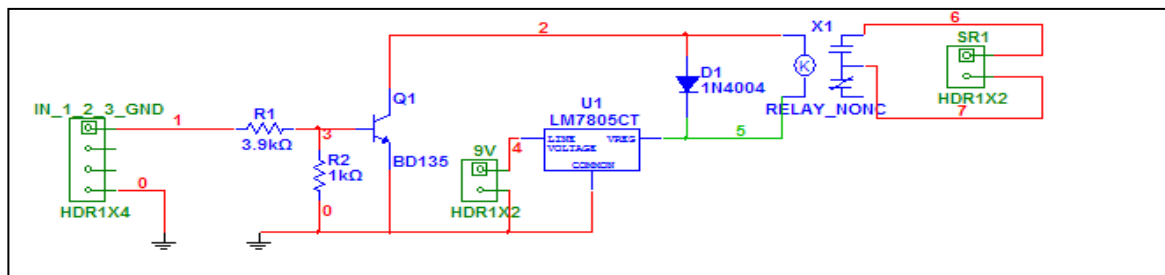 2
6
X1
SR1
D1
1N4004
HDR1X2
IN_1_2_3_GND
Q1
U1
LM7805CT
RELAY_NONC
7
1
R1
3.9kΩ
3
R2
1kΩ
BD135
9V
4
LINE VREG
VOLTAGE
COMMON
5
0
0
HDR1X4
HDR1X2